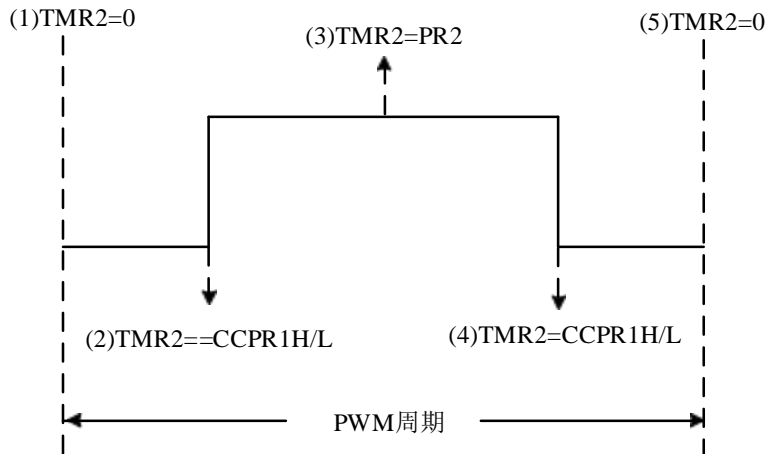 (1)TMR2=0
(5)TMR2=0
(3)TMR2=PR2
(2)TMR2==CCPR1H/L
(4)TMR2=CCPR1H/L
PWM周期